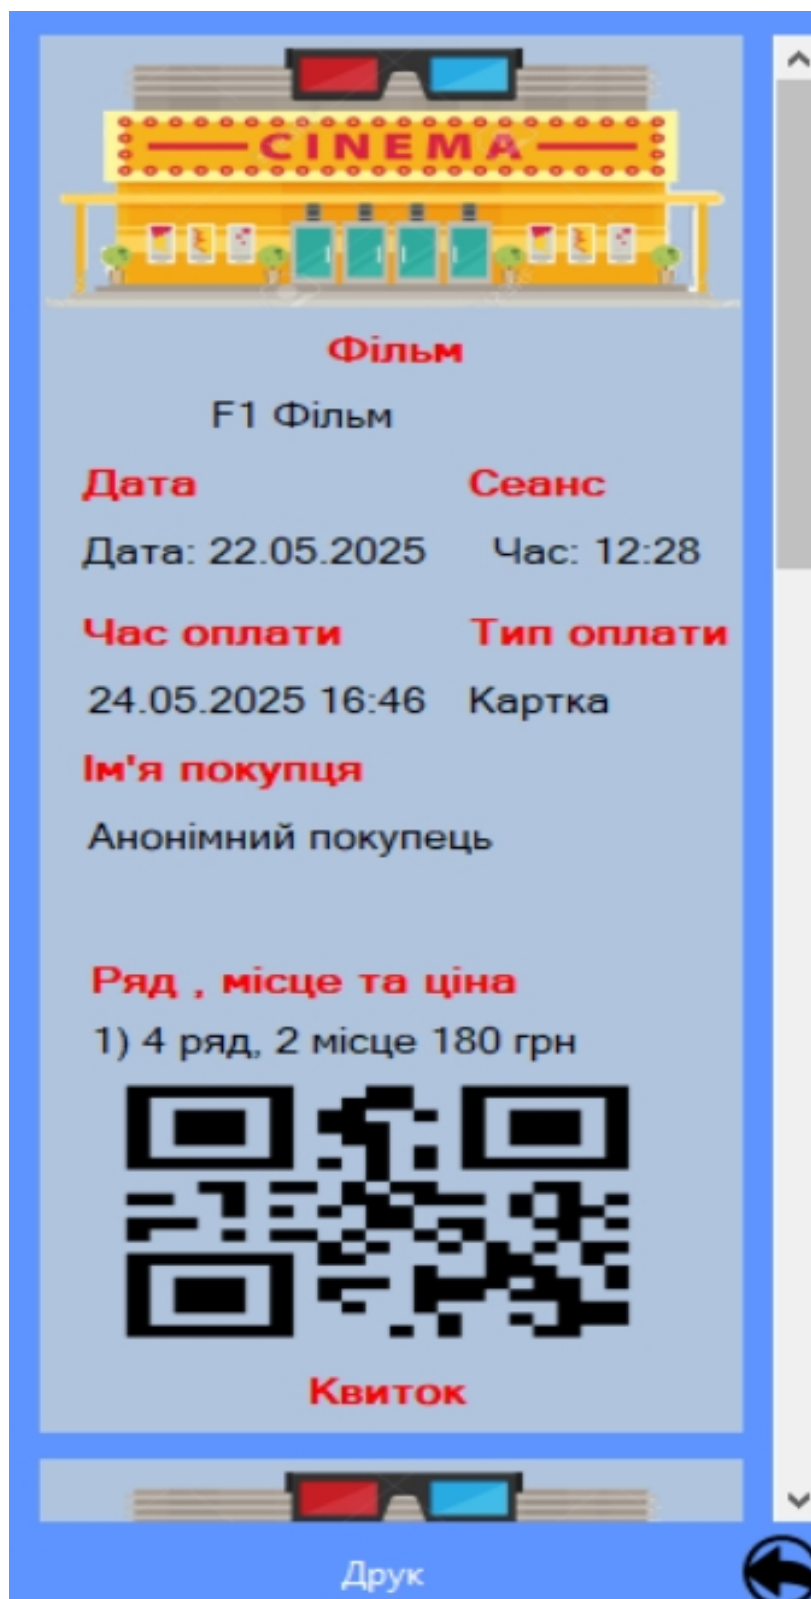 CINEMA
Фільм
F1 Фільм
Дата Сеанс
Дата: 22.05.2025 Час: 12:28
Час оплати Тип оплати
24.05.2025 16:46 Картка
Ім'я покупця
Анонімний покупець
Ряд , місце та ціна
1) 4 ряд, 2 місце 180 грн
Квиток
Друк